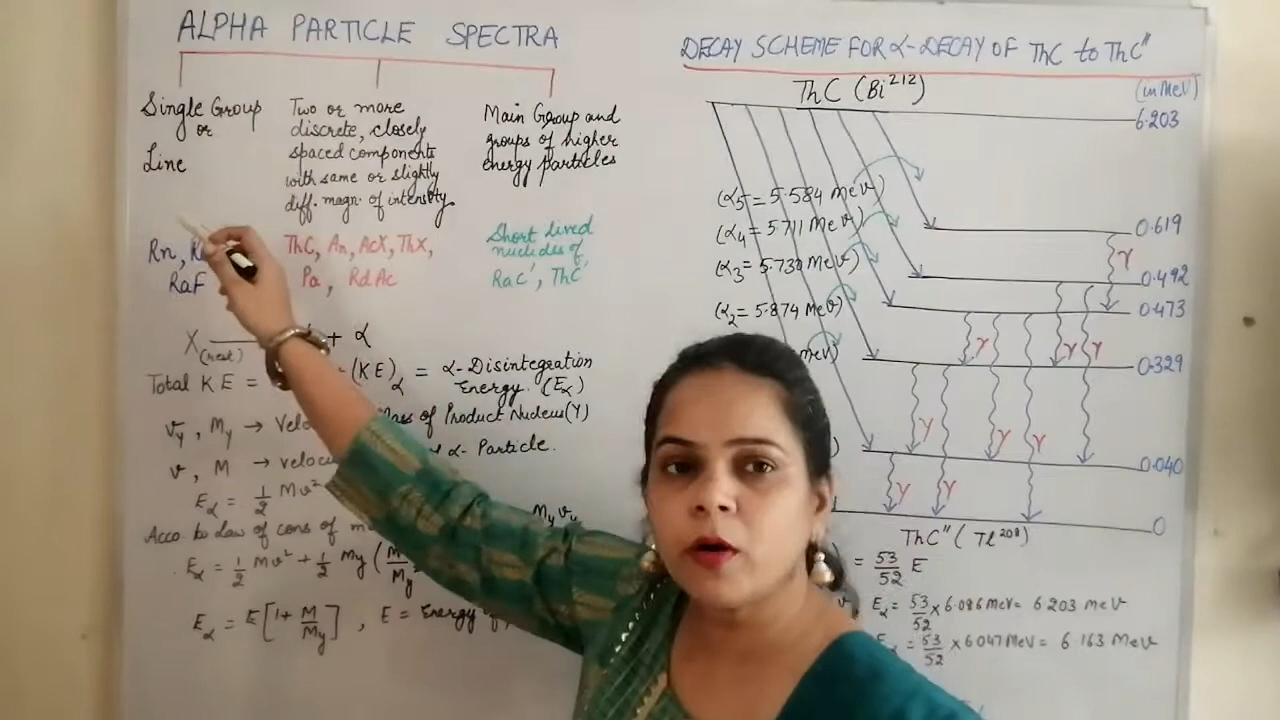 ALPHA PARTICLE SPECTRA
Single Group
or
Line
Two or more
discrete, closely
spaced components
with same or slightly
diff. magn. of intensity
Main Group and
groups of higher
energy particles
Rn,
RaF
ThC, An, AcX, ThX,
Pa, RdAc
Short lived
nuclides of
RaC', ThC'
X(rest)
+ α
Total KE =
(KE)α = α-Disintegration
Energy. (Eα)
vy, My →
of Product Nucleus(Y)
v, M →
α- Particle.
Eα = 1/2 Mv²
Acco. to law of cons of
Myvy
Eα = 1/2 Mv² + 1/2 My (
Eα = E[1 + M/My] , E = Energy of
DECAY SCHEME FOR α-DECAY OF ThC to ThC"
ThC (Bi²¹²)
(in MeV)
6.203
(α5 = 5.584 MeV)
0.619
(α4 = 5.711 MeV)
γ
0.492
(α3 = 5.730 MeV)
0.473
(α2 = 5.874 MeV)
γ γ γ
0.329
MeV)
γ γ γ
0.040
γ γ
0
ThC" (Tl²⁰⁸)
= 53/52 E
Eα = 53/52 x 6.086 MeV = 6.203 MeV
= 53/52 x 6.047 MeV = 6.163 MeV